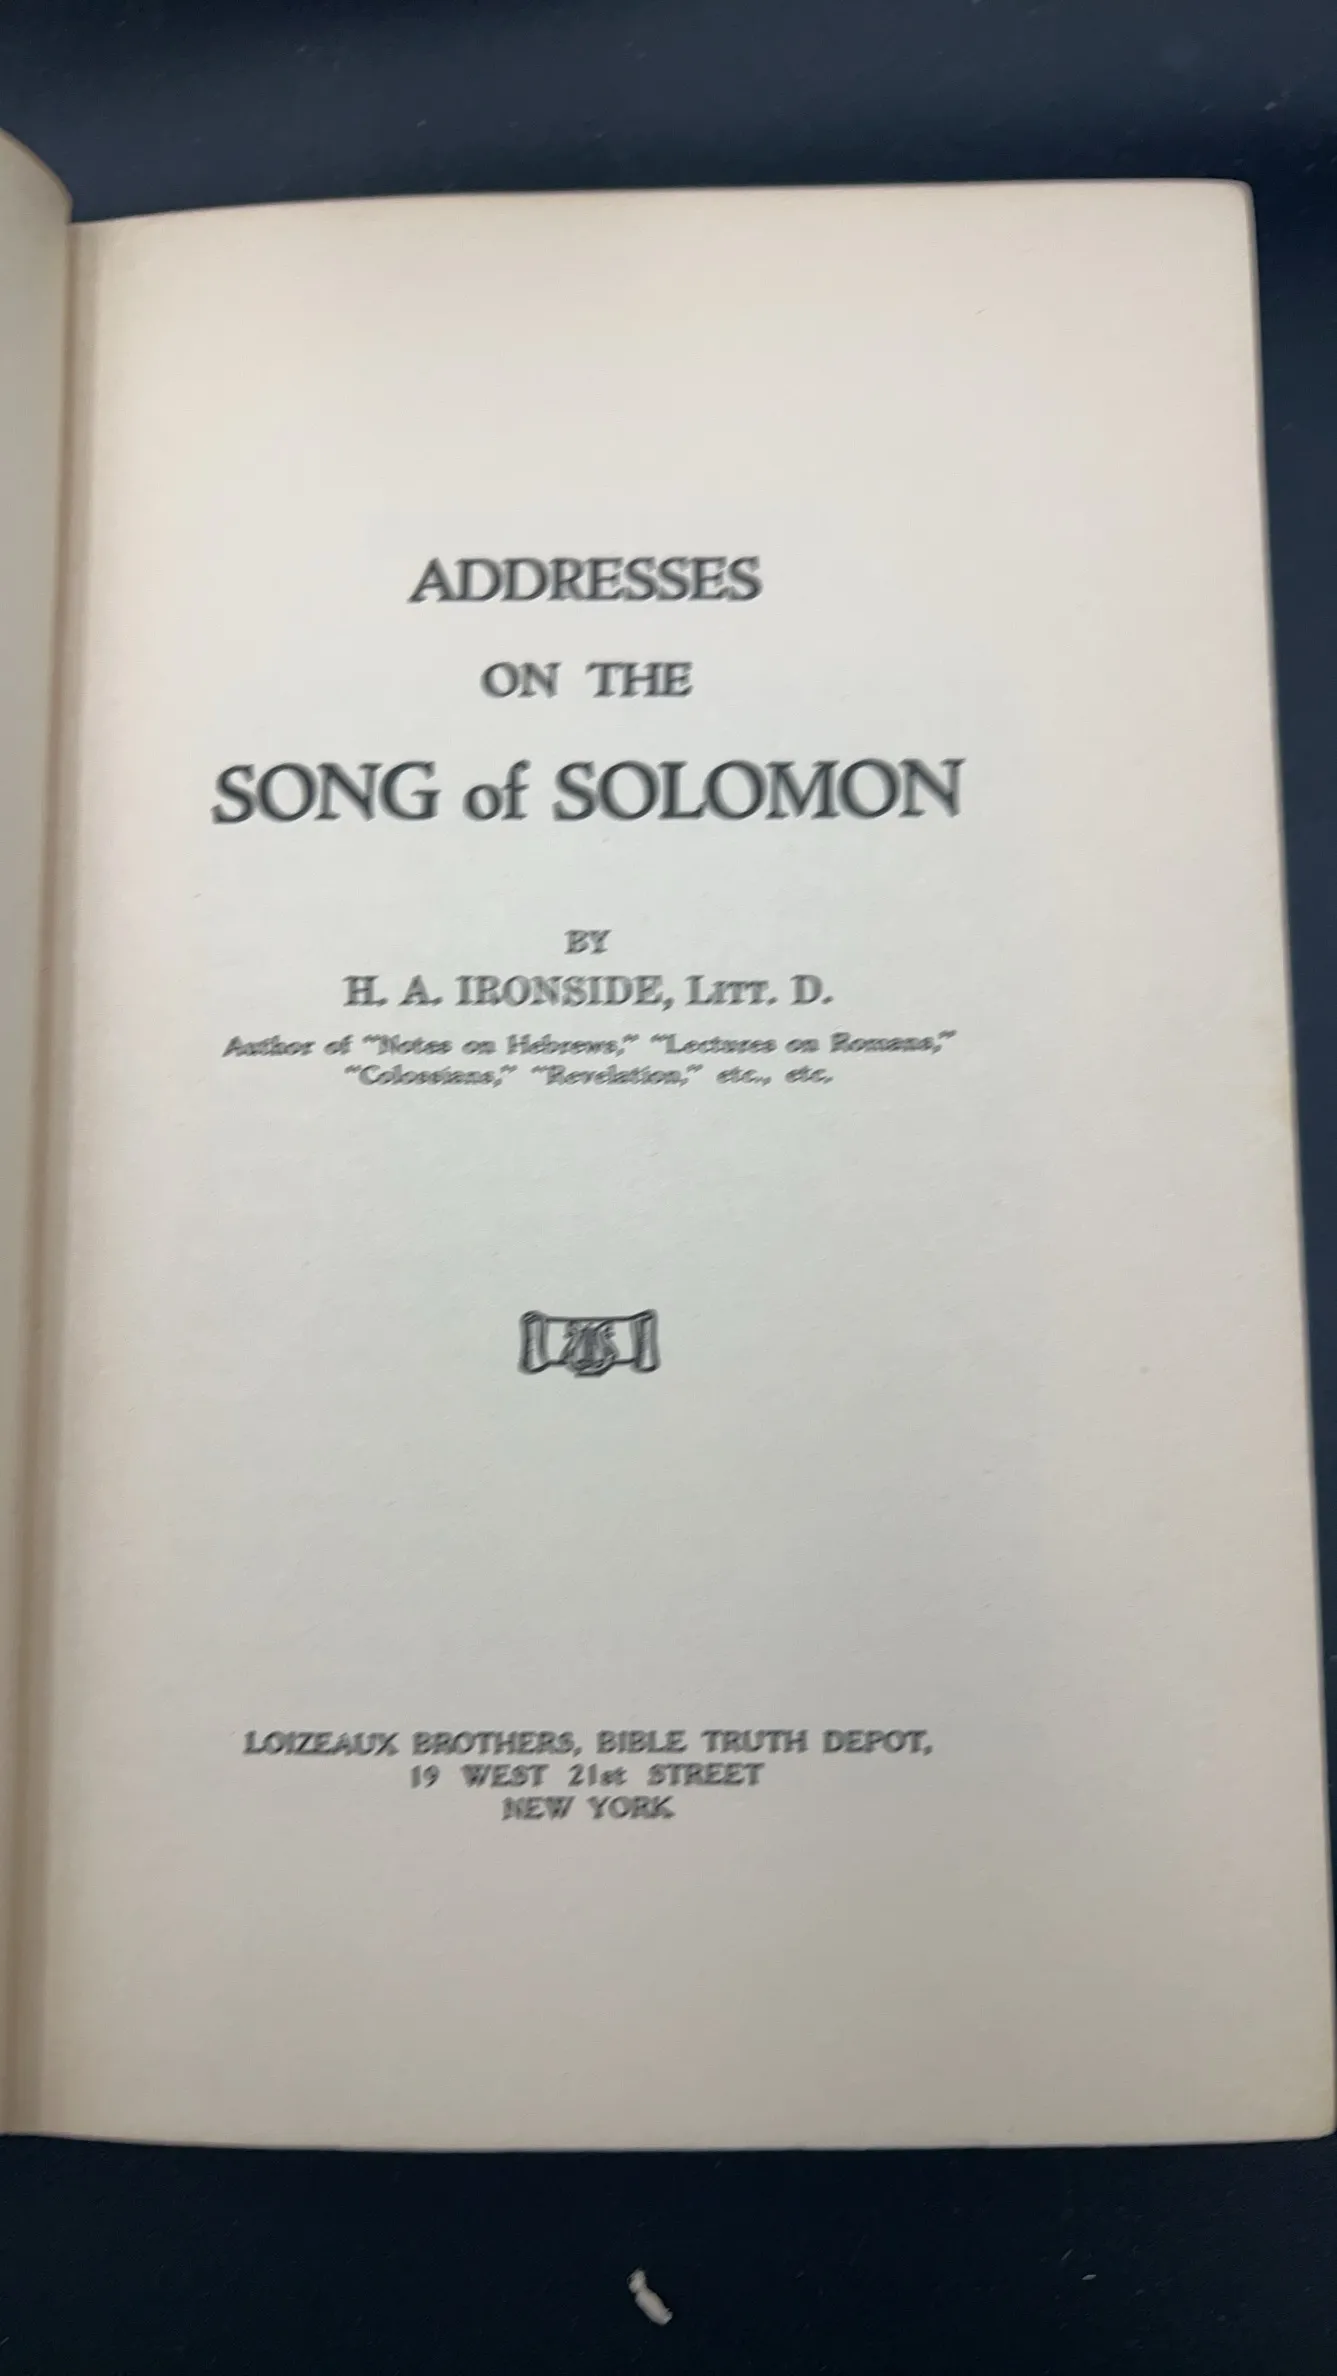 ADDRESSES
ON THE
SONG of SOLOMON
BY
H. A. IRONSIDE, Litt. D.
Author of "Notes on Hebrews," "Lectures on Romans,"
"Colossians," "Revelation," etc., etc.
LOIZEAUX BROTHERS, BIBLE TRUTH DEPOT,
19 WEST 21st STREET
NEW YORK